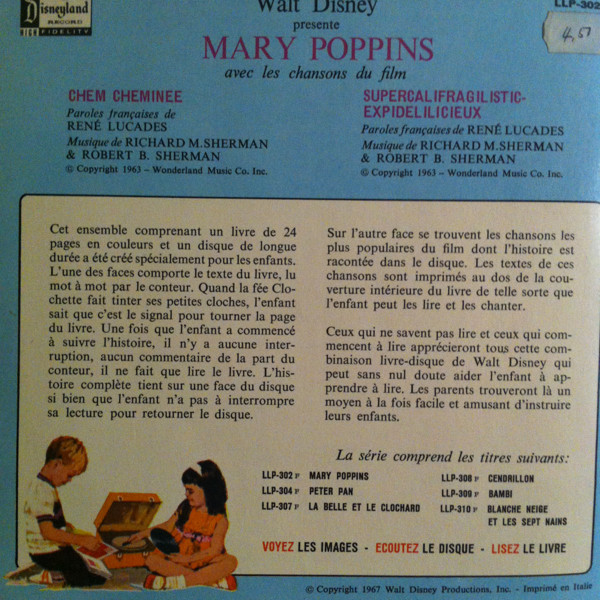 Disneyland
RECORD
HIGH FIDELITY
LLP-302
4,51
Walt Disney
presente
MARY POPPINS
avec les chansons du film
CHEM CHEMINEE
Paroles françaises de
RENÉ LUCADES
Musique de RICHARD M. SHERMAN
& ROBERT B. SHERMAN
© Copyright 1963 – Wonderland Music Co. Inc.
SUPERCALIFRAGILISTIC-
EXPIDELILICIEUX
Paroles françaises de RENÉ LUCADES
Musique de RICHARD M. SHERMAN
& ROBERT B. SHERMAN
© Copyright 1963 – Wonderland Music Co. Inc.
Cet ensemble comprenant un livre de 24
pages en couleurs et un disque de longue
durée a été créé spécialement pour les enfants.
L'une des faces comporte le texte du livre, lu
mot à mot par le conteur. Quand la fée Clo-
chette fait tinter ses petites cloches, l'enfant
sait que c'est le signal pour tourner la page
du livre. Une fois que l'enfant a commencé
à suivre l'histoire, il n'y a aucune inter-
ruption, aucun commentaire de la part du
conteur, il ne fait que lire le livre. L'his-
toire complète tient sur une face du disque
si bien que l'enfant n'a pas à interrompre
sa lecture pour retourner le disque.
Sur l'autre face se trouvent les chansons les
plus populaires du film dont l'histoire est
racontée dans le disque. Les textes de ces
chansons sont imprimés au dos de la cou-
verture intérieure du livre de telle sorte que
l'enfant peut les lire et les chanter.
Ceux qui ne savent pas lire et ceux qui com-
mencent à lire apprécieront tous cette com-
binaison livre-disque de Walt Disney qui
peut sans nul doute aider l'enfant à ap-
prendre à lire. Les parents trouveront là un
moyen à la fois facile et amusant d'instruire
leurs enfants.
La série comprend les titres suivants:
LLP-302 F MARY POPPINS
LLP-304 F PETER PAN
LLP-307 F LA BELLE ET LE CLOCHARD
LLP-308 F CENDRILLON
LLP-309 F BAMBI
LLP-310 F BLANCHE NEIGE
ET LES SEPT NAINS
VOYEZ LES IMAGES - ECOUTEZ LE DISQUE - LISEZ LE LIVRE
© Copyright 1967 Walt Disney Productions, Inc. - Imprimé en Italie